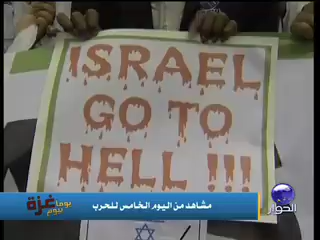 ISRAEL
GO TO
HELL !!!
مشاهد من اليوم الخامس للحرب
غزة
يوما بيوم
الحوار